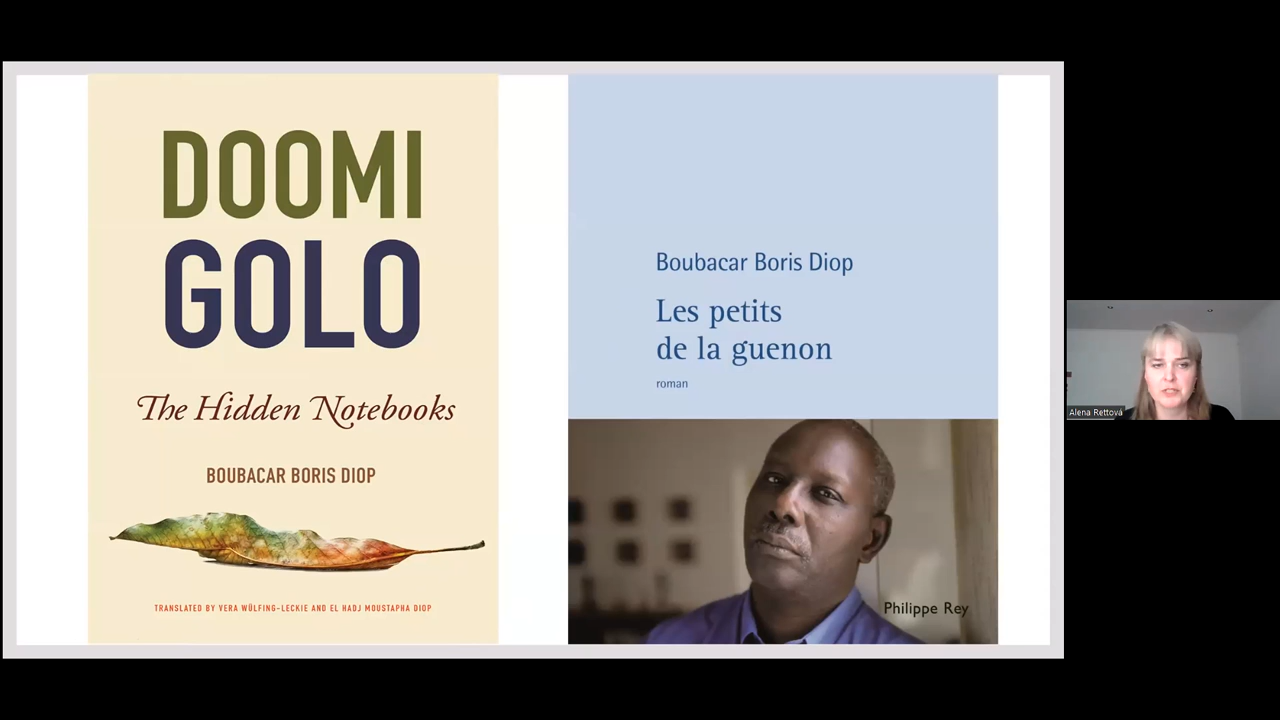 DOOMI
GOLO
The Hidden Notebooks
BOUBACAR BORIS DIOP
TRANSLATED BY VERA WÜLFING-LECKIE AND EL HADJ MOUSTAPHA DIOP
Boubacar Boris Diop
Les petits
de la guenon
roman
Philippe Rey
Alena Rettová